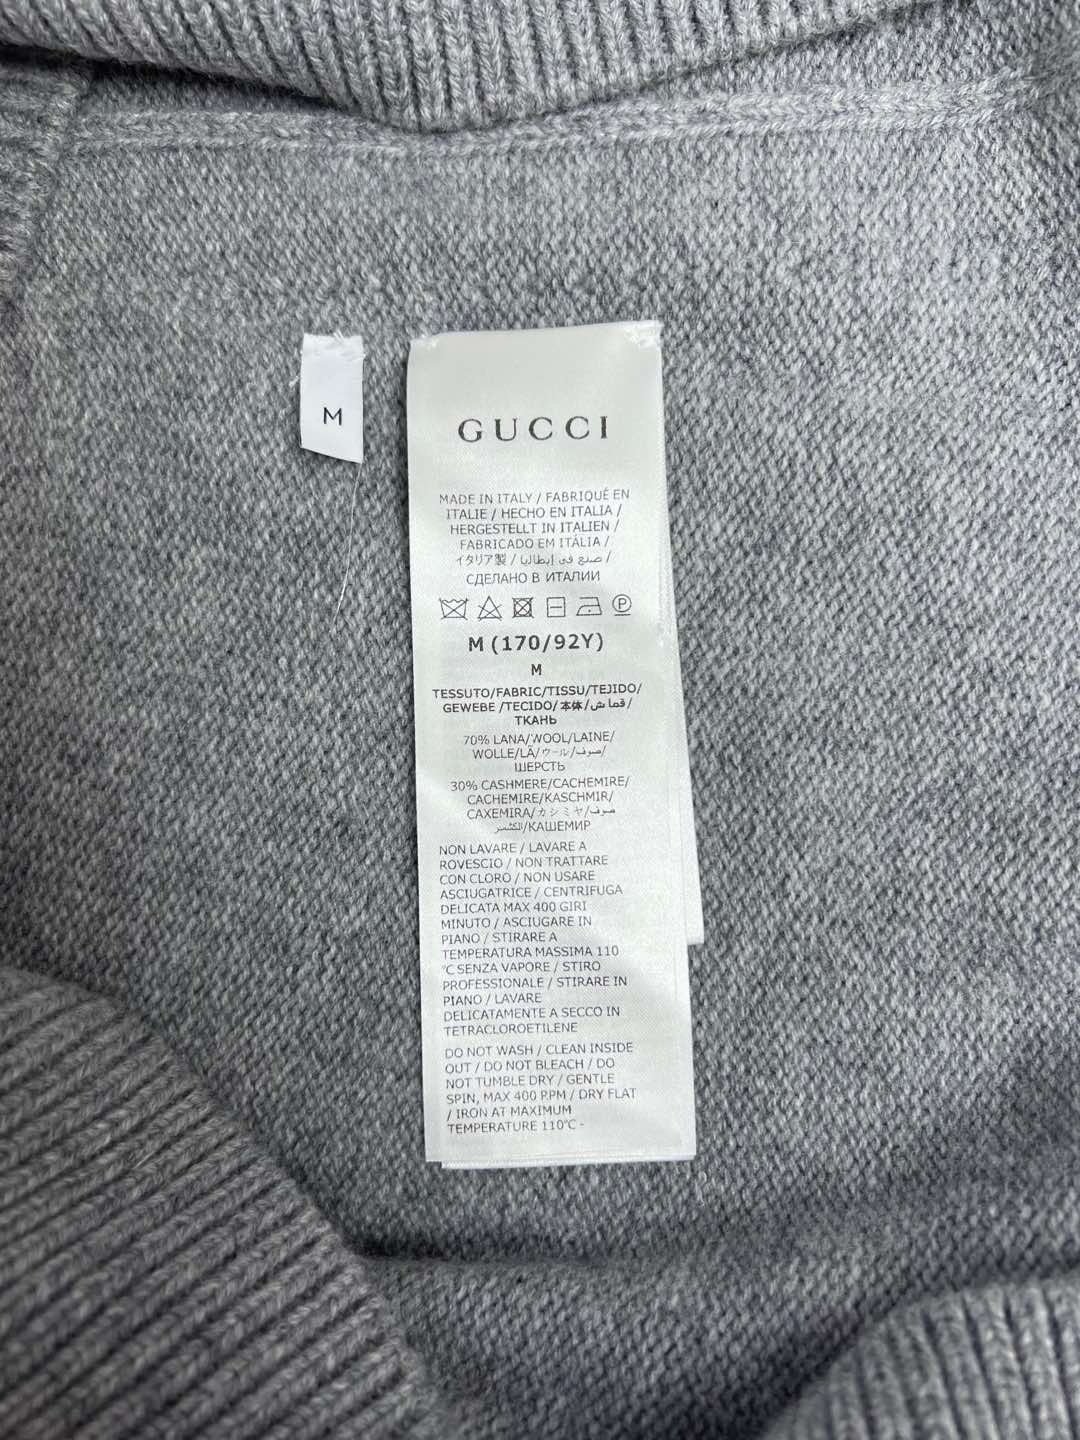 M
GUCCI
MADE IN ITALY / FABRIQUÉ EN
ITALIE / HECHO EN ITALIA /
HERGESTELLT IN ITALIEN /
FABRICADO EM ITÁLIA /
イタリア製 / صنع في إيطاليا /
СДЕЛАНО В ИТАЛИИ
P
M (170/92Y)
M
TESSUTO/FABRIC/TISSU/TEJIDO/
GEWEBE /TECIDO/本体/قماش/
ТКАНЬ
70% LANA/WOOL/LAINE/
WOLLE/LÃ/ウール/صوف/
ШЕРСТЬ
30% CASHMERE/CACHEMIRE/
CACHEMIRE/KASCHMIR/
CAXEMIRA/カシミヤ/صوف
الكشمير/КАШЕМИР
NON LAVARE / LAVARE A
ROVESCIO / NON TRATTARE
CON CLORO / NON USARE
ASCIUGATRICE / CENTRIFUGA
DELICATA MAX 400 GIRI
MINUTO / ASCIUGARE IN
PIANO / STIRARE A
TEMPERATURA MASSIMA 110
°C SENZA VAPORE / STIRO
PROFESSIONALE / STIRARE IN
PIANO / LAVARE
DELICATAMENTE A SECCO IN
TETRACLOROETILENE
DO NOT WASH / CLEAN INSIDE
OUT / DO NOT BLEACH / DO
NOT TUMBLE DRY / GENTLE
SPIN, MAX 400 RPM / DRY FLAT
/ IRON AT MAXIMUM
TEMPERATURE 110°C -